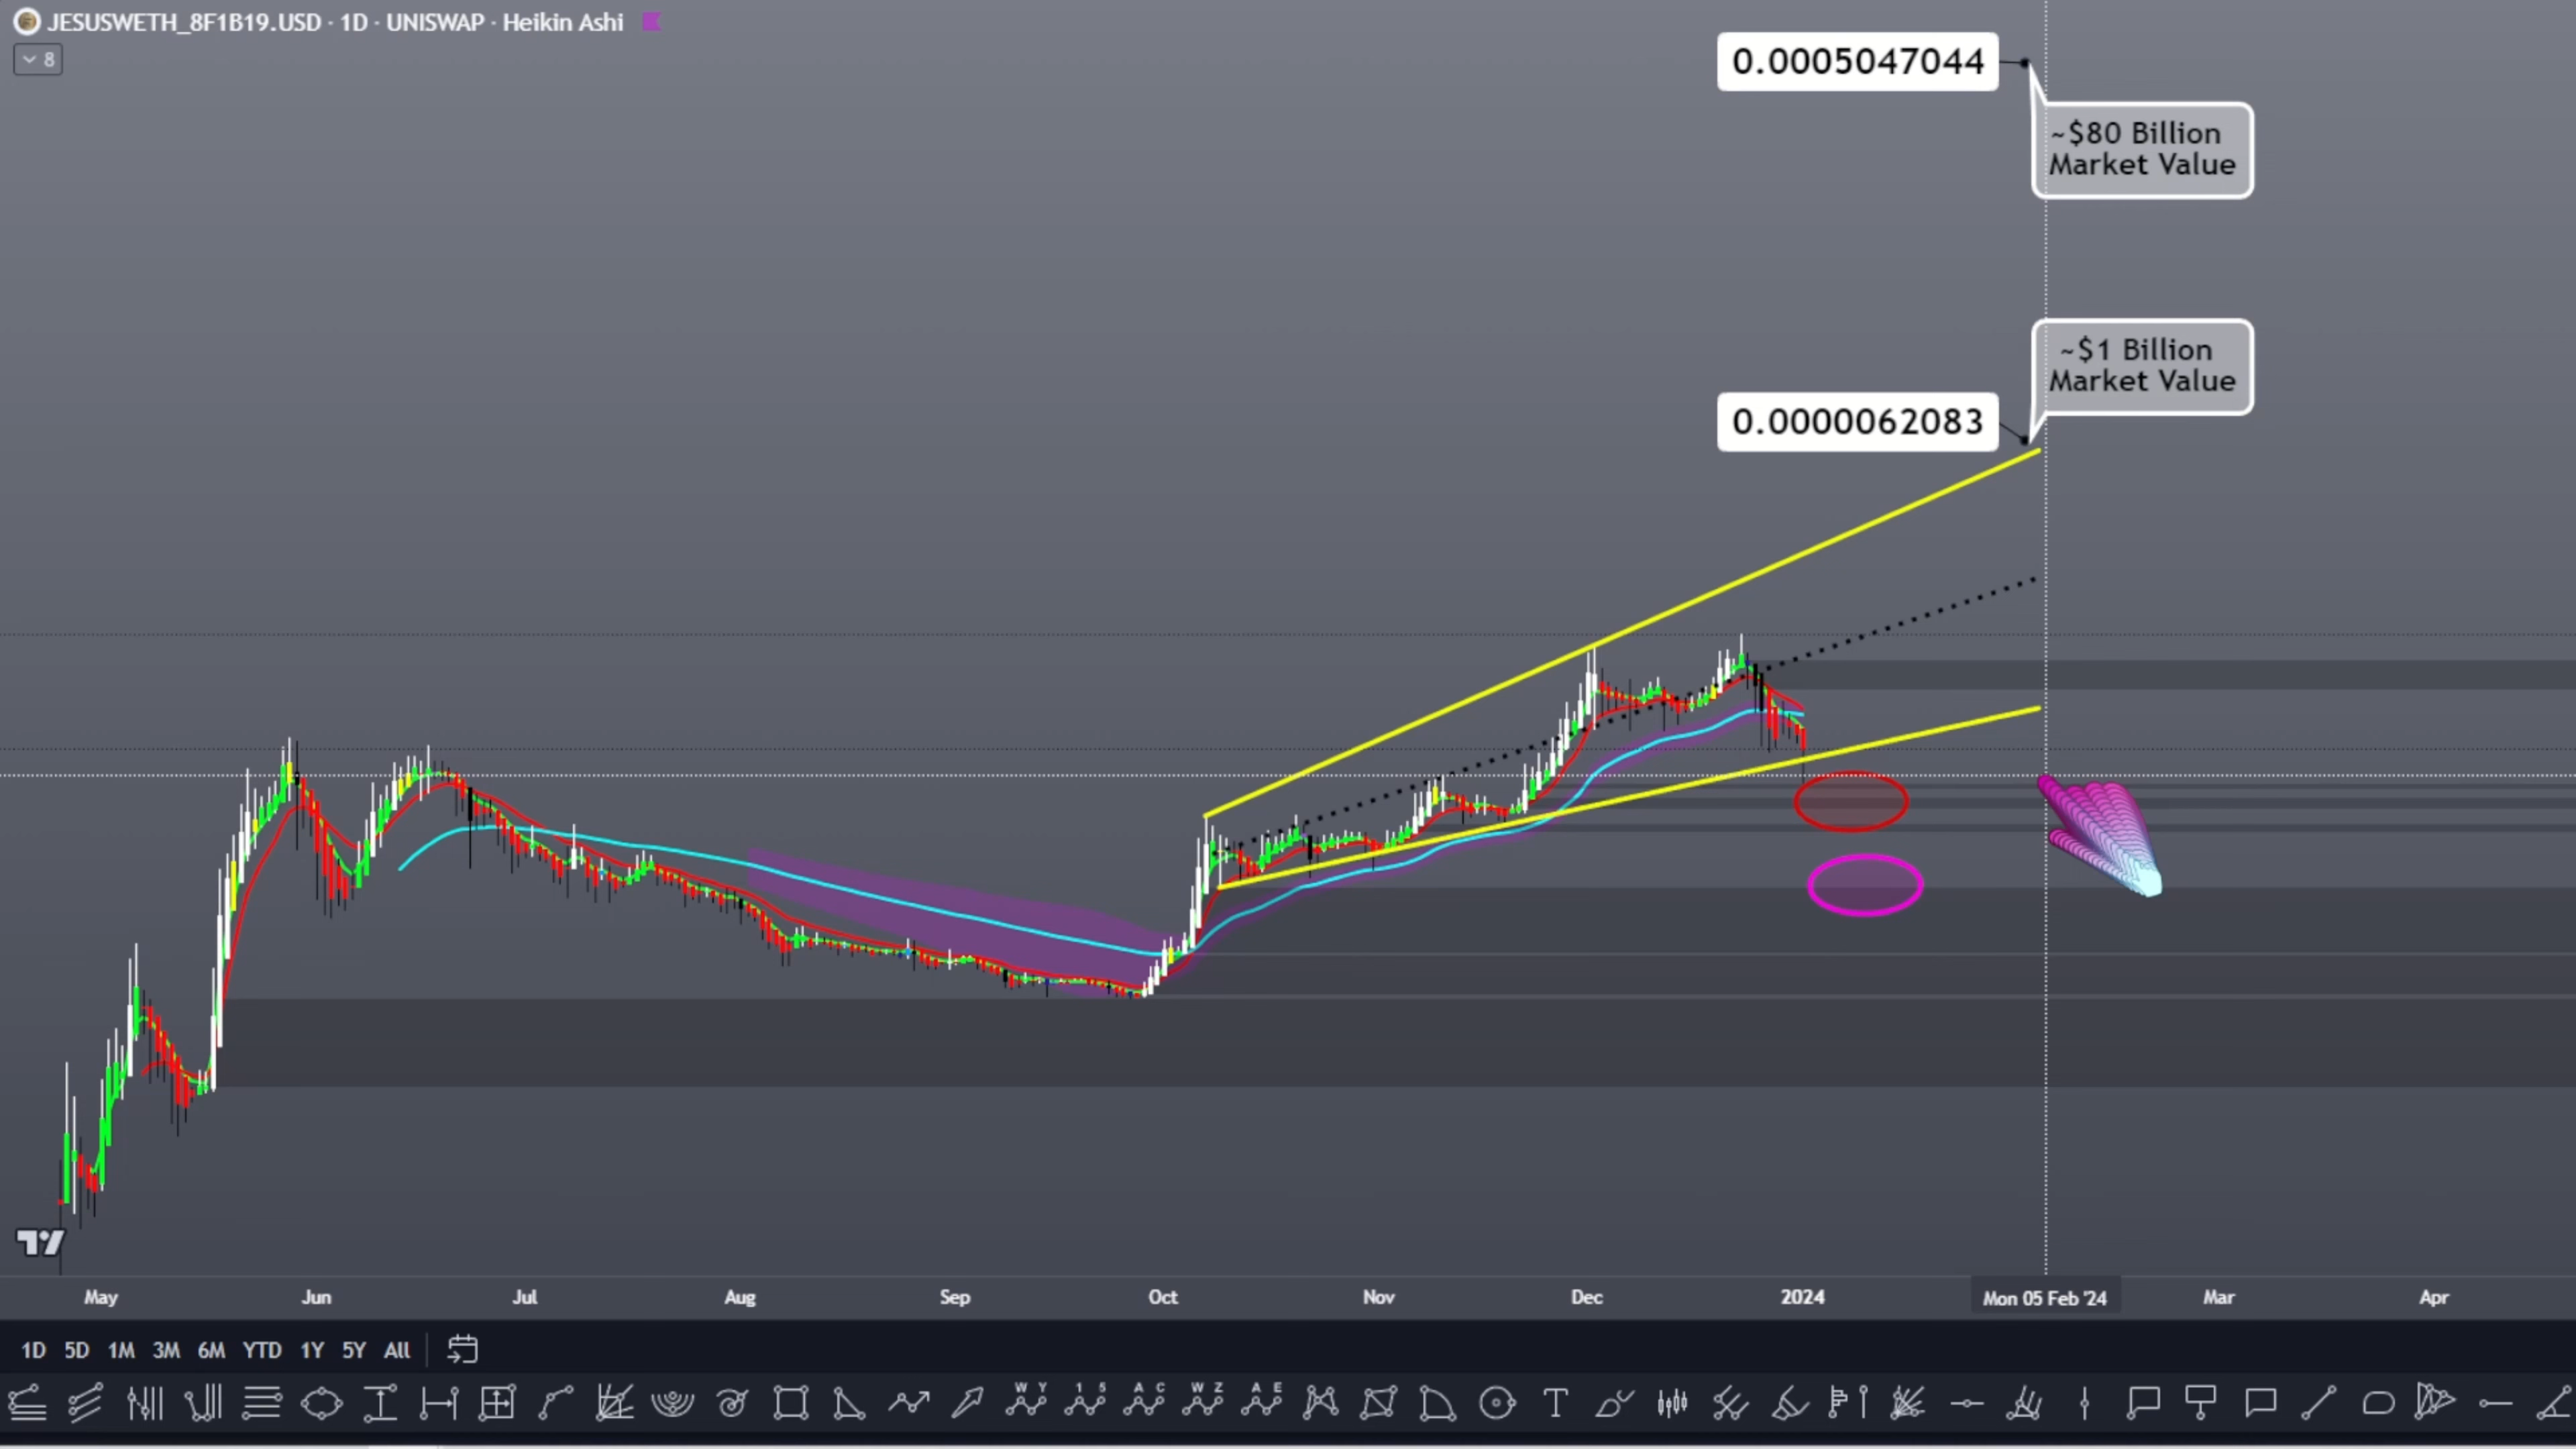 JESUSWETH_8F1B19.USD · 1D · UNISWAP · Heikin Ashi
8
0.0005047044
~$80 Billion
Market Value
~$1 Billion
Market Value
0.0000062083
May Jun Jul Aug Sep Oct Nov Dec 2024 Mon 05 Feb '24 Mar Apr
1D 5D 1M 3M 6M YTD 1Y 5Y All
W Y 1 5 A C W Z A E T